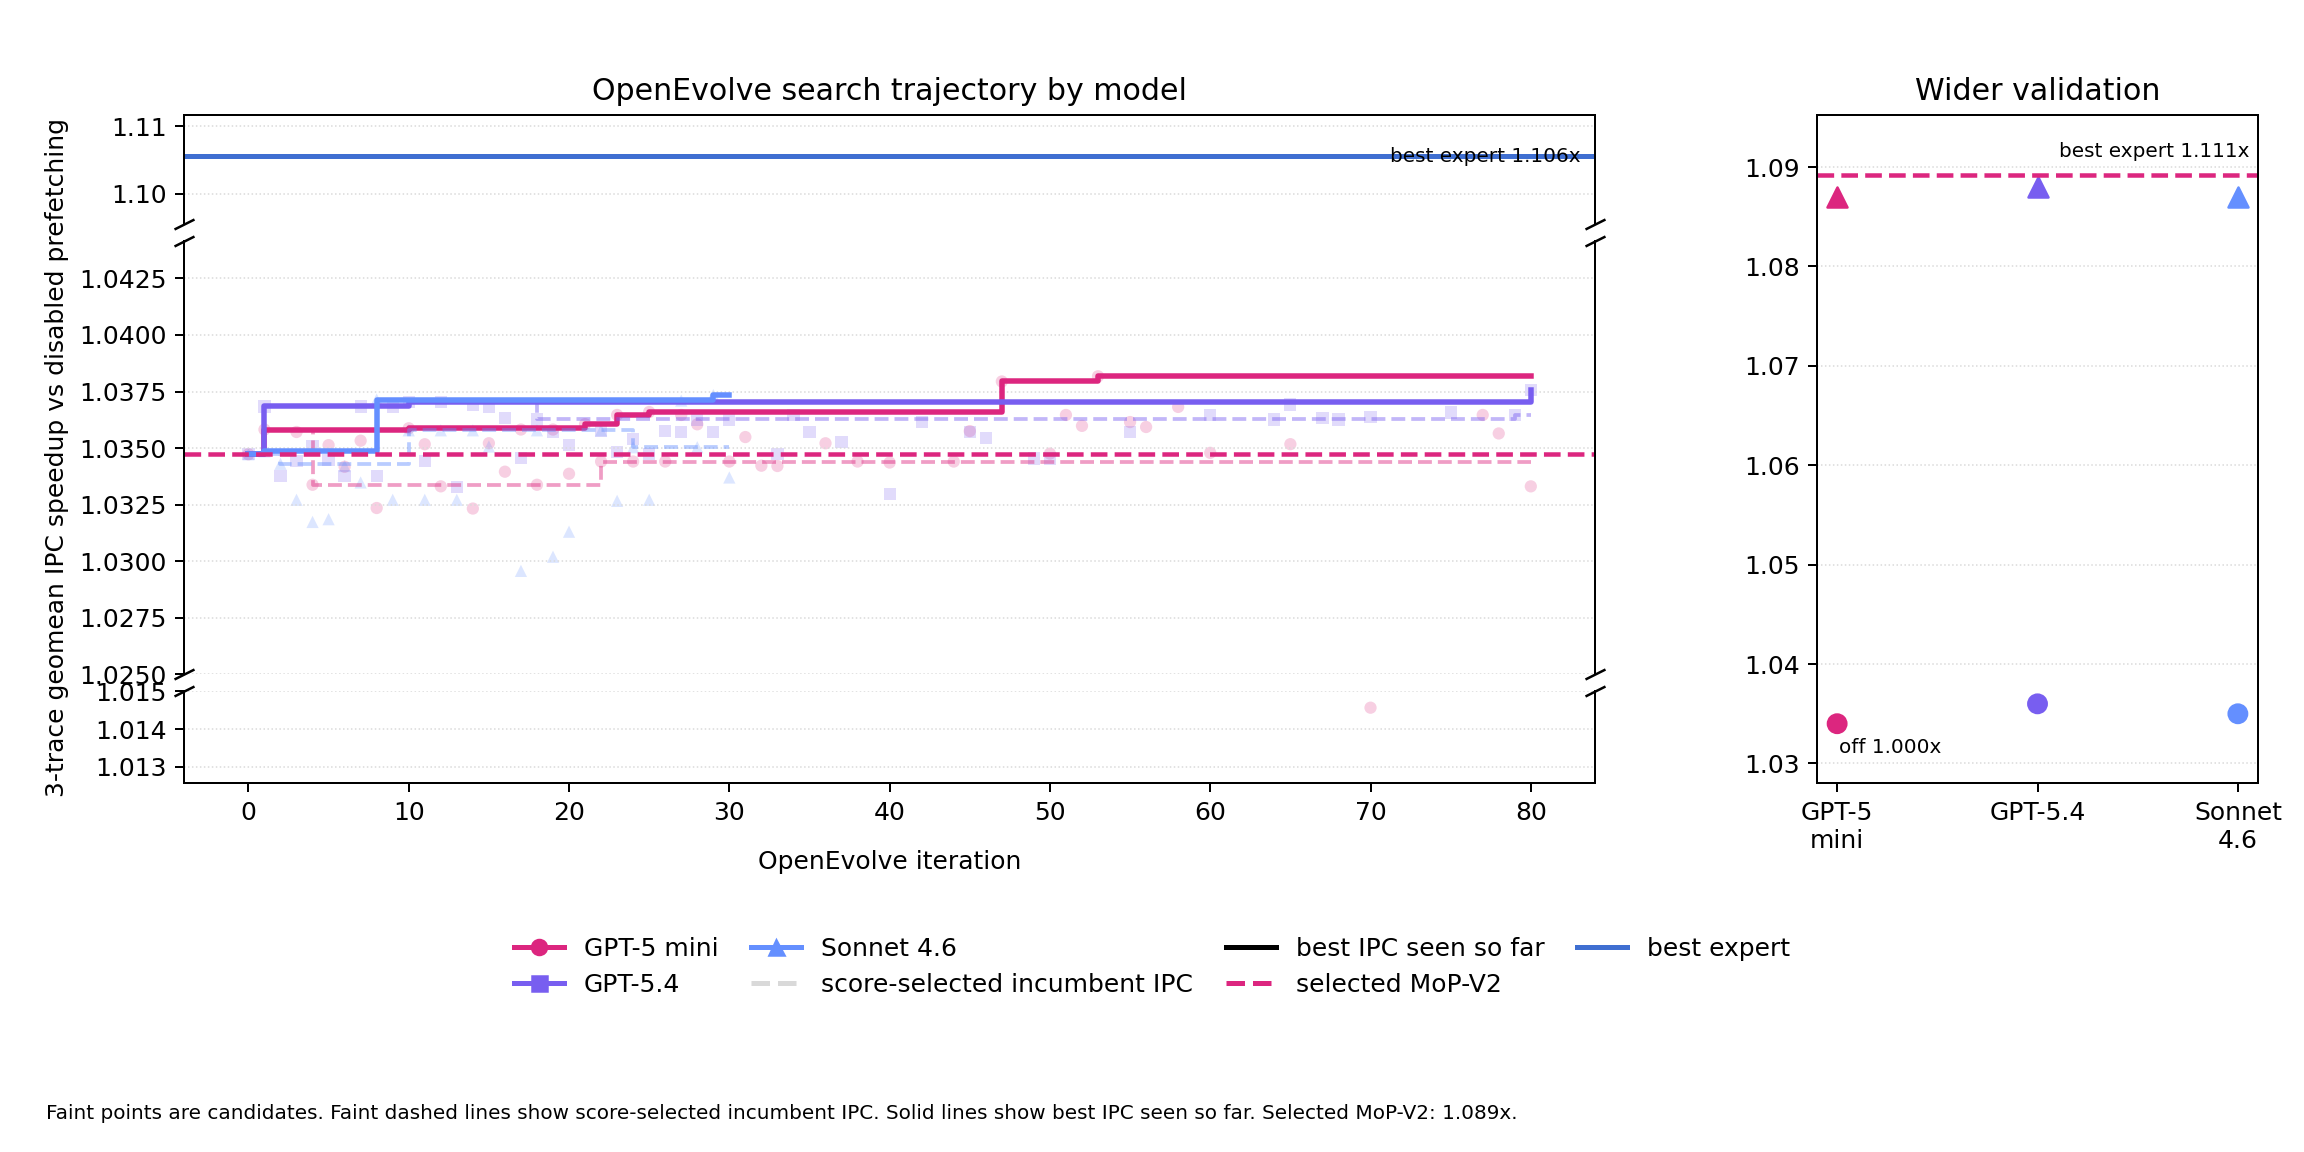 OpenEvolve search trajectory by model
3-trace geomean IPC speedup vs disabled prefetching
1.11
1.10
1.0425
1.0400
1.0375
1.0350
1.0325
1.0300
1.0275
1.0250
1.015
1.014
1.013
best expert 1.106x
0 10 20 30 40 50 60 70 80
OpenEvolve iteration
Wider validation
1.09
1.08
1.07
1.06
1.05
1.04
1.03
best expert 1.111x
off 1.000x
GPT-5 mini
GPT-5.4
Sonnet 4.6
GPT-5 mini
GPT-5.4
Sonnet 4.6
score-selected incumbent IPC
best IPC seen so far
selected MoP-V2
best expert
Faint points are candidates. Faint dashed lines show score-selected incumbent IPC. Solid lines show best IPC seen so far. Selected MoP-V2: 1.089x.